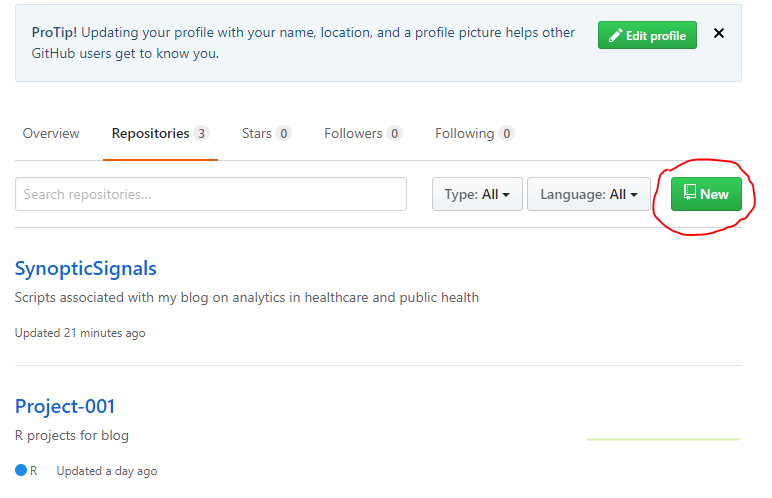 ProTip! Updating your profile with your name, location, and a profile picture helps other
GitHub users get to know you.
Edit profile
Overview Repositories 3 Stars 0 Followers 0 Following 0
Search repositories... Type: All Language: All New
SynopticSignals
Scripts associated with my blog on analytics in healthcare and public health
Updated 21 minutes ago
Project-001
R projects for blog
R Updated a day ago